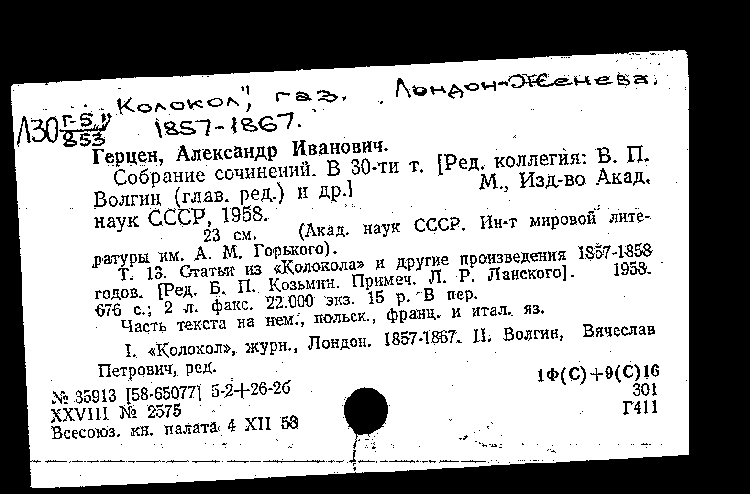 „Колокол", газ. Лондон-Женева.
Л30 Г-5
853
1857-1867.
Герцен, Александр Иванович.
Собрание сочинений. В 30-ти т. [Ред. коллегия: В. П.
Волгин (глав. ред.) и др.] М., Изд-во Акад.
наук СССР, 1958.
23 см. (Акад. наук СССР. Ин-т мировой лите-
ратуры им. А. М. Горького).
Т. 13. Статьи из «Колокола» и другие произведения 1857-1858
годов. [Ред. Б. П. Козьмин. Примеч. Л. Р. Ланского]. 1958.
676 с.; 2 л. факс. 22.000 экз. 15 р. В пер.
Часть текста на нем., польск., франц. и итал. яз.
I. «Колокол», журн., Лондон. 1857-1867. II. Волгин, Вячеслав
Петрович, ред.
№ 35913 [58-65077] 5-2+26-2б
1Ф(С)+9(С)16
XXVIII № 2575
301
Всесоюз. кн. палата 4 XII 58
Г411